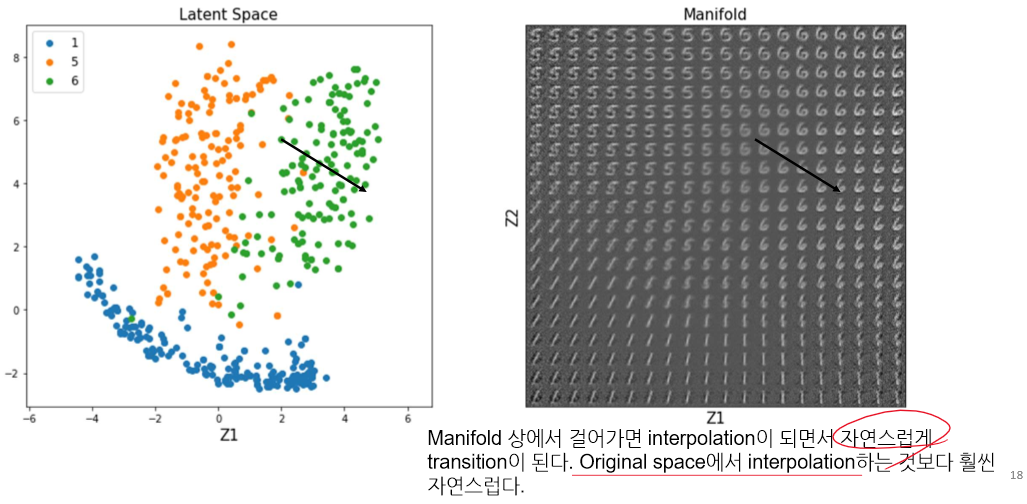 Latent Space
1
5
6
8
6
4
2
0
−2
−6
−4
−2
0
2
4
6
Z1
Manifold
Z2
Z1
Manifold 상에서 걸어가면 interpolation이 되면서 자연스럽게
transition이 된다. Original space에서 interpolation하는 것보다 훨씬
자연스럽다.
18